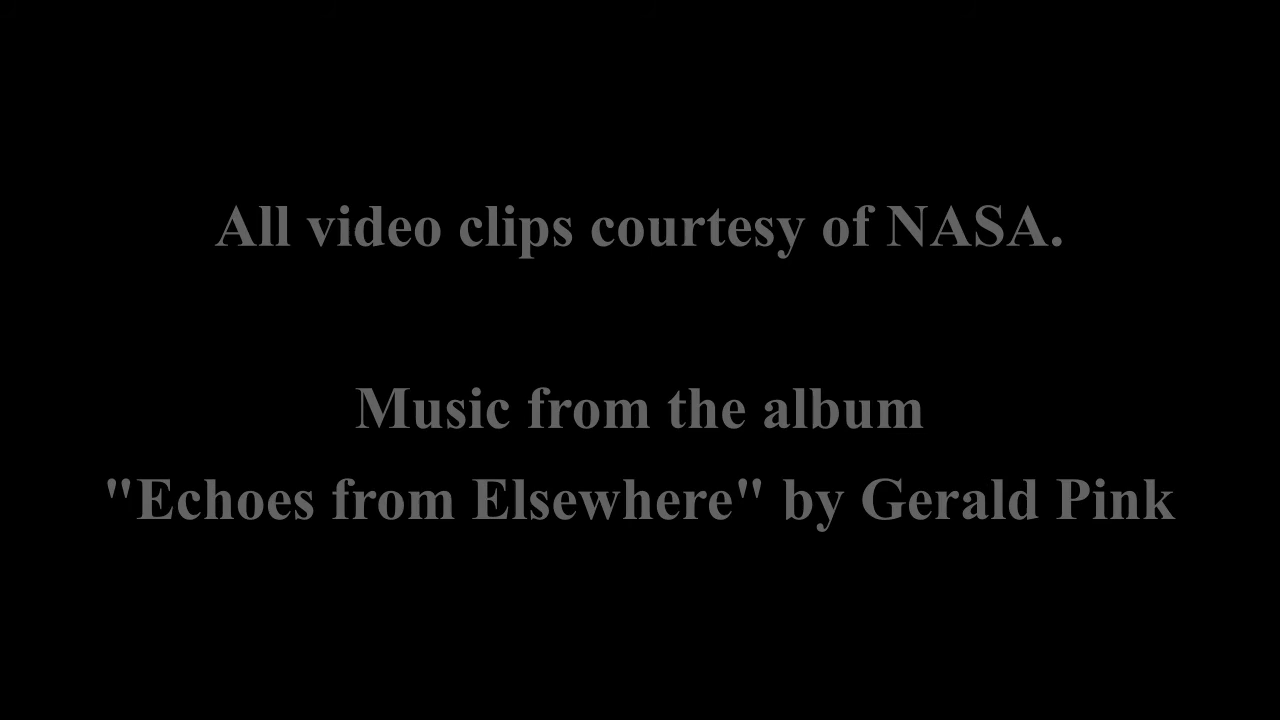 All video clips courtesy of NASA.
Music from the album
"Echoes from Elsewhere" by Gerald Pink